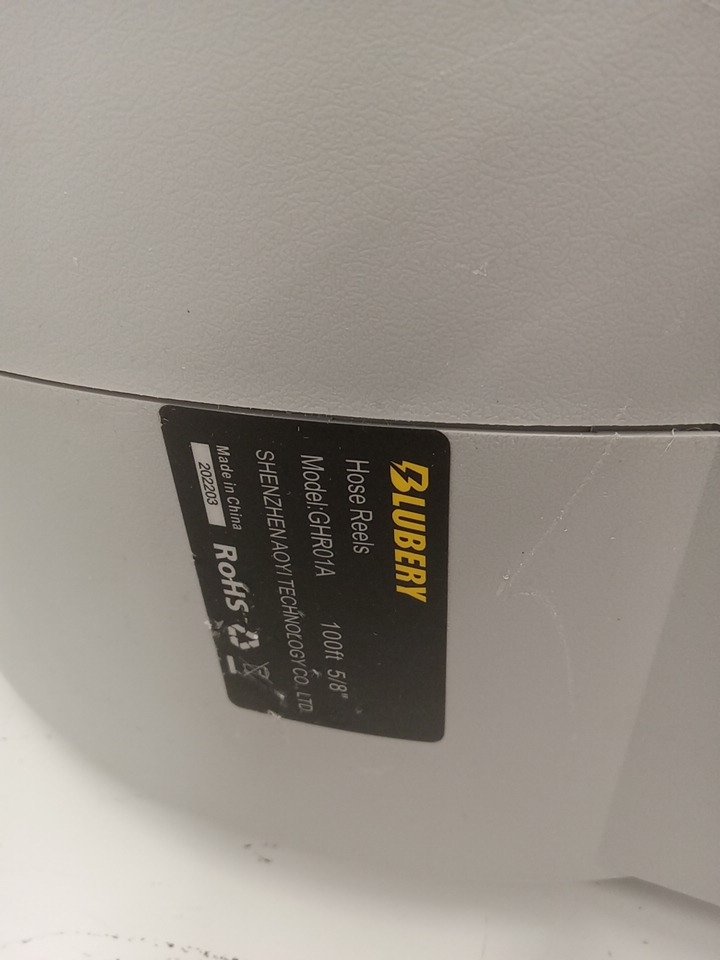 BLUBERY
Hose Reels
Model:GHR01A 100ft 5/8"
SHENZHEN AOYI TECHNOLOGY CO., LTD.
Made in China RoHS
202203